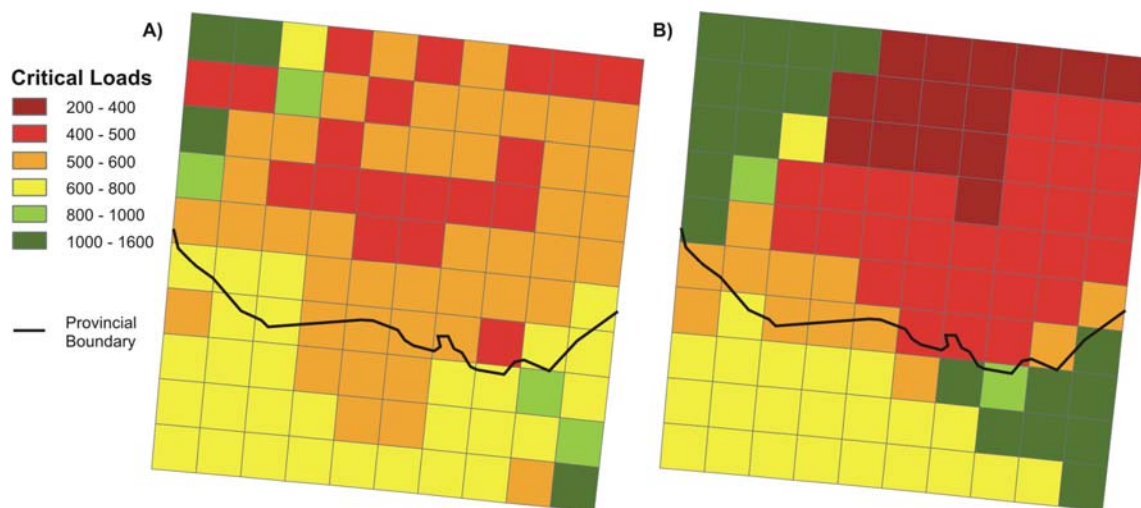 A)
B)
Critical Loads
200 - 400
400 - 500
500 - 600
600 - 800
800 - 1000
1000 - 1600
Provincial
Boundary